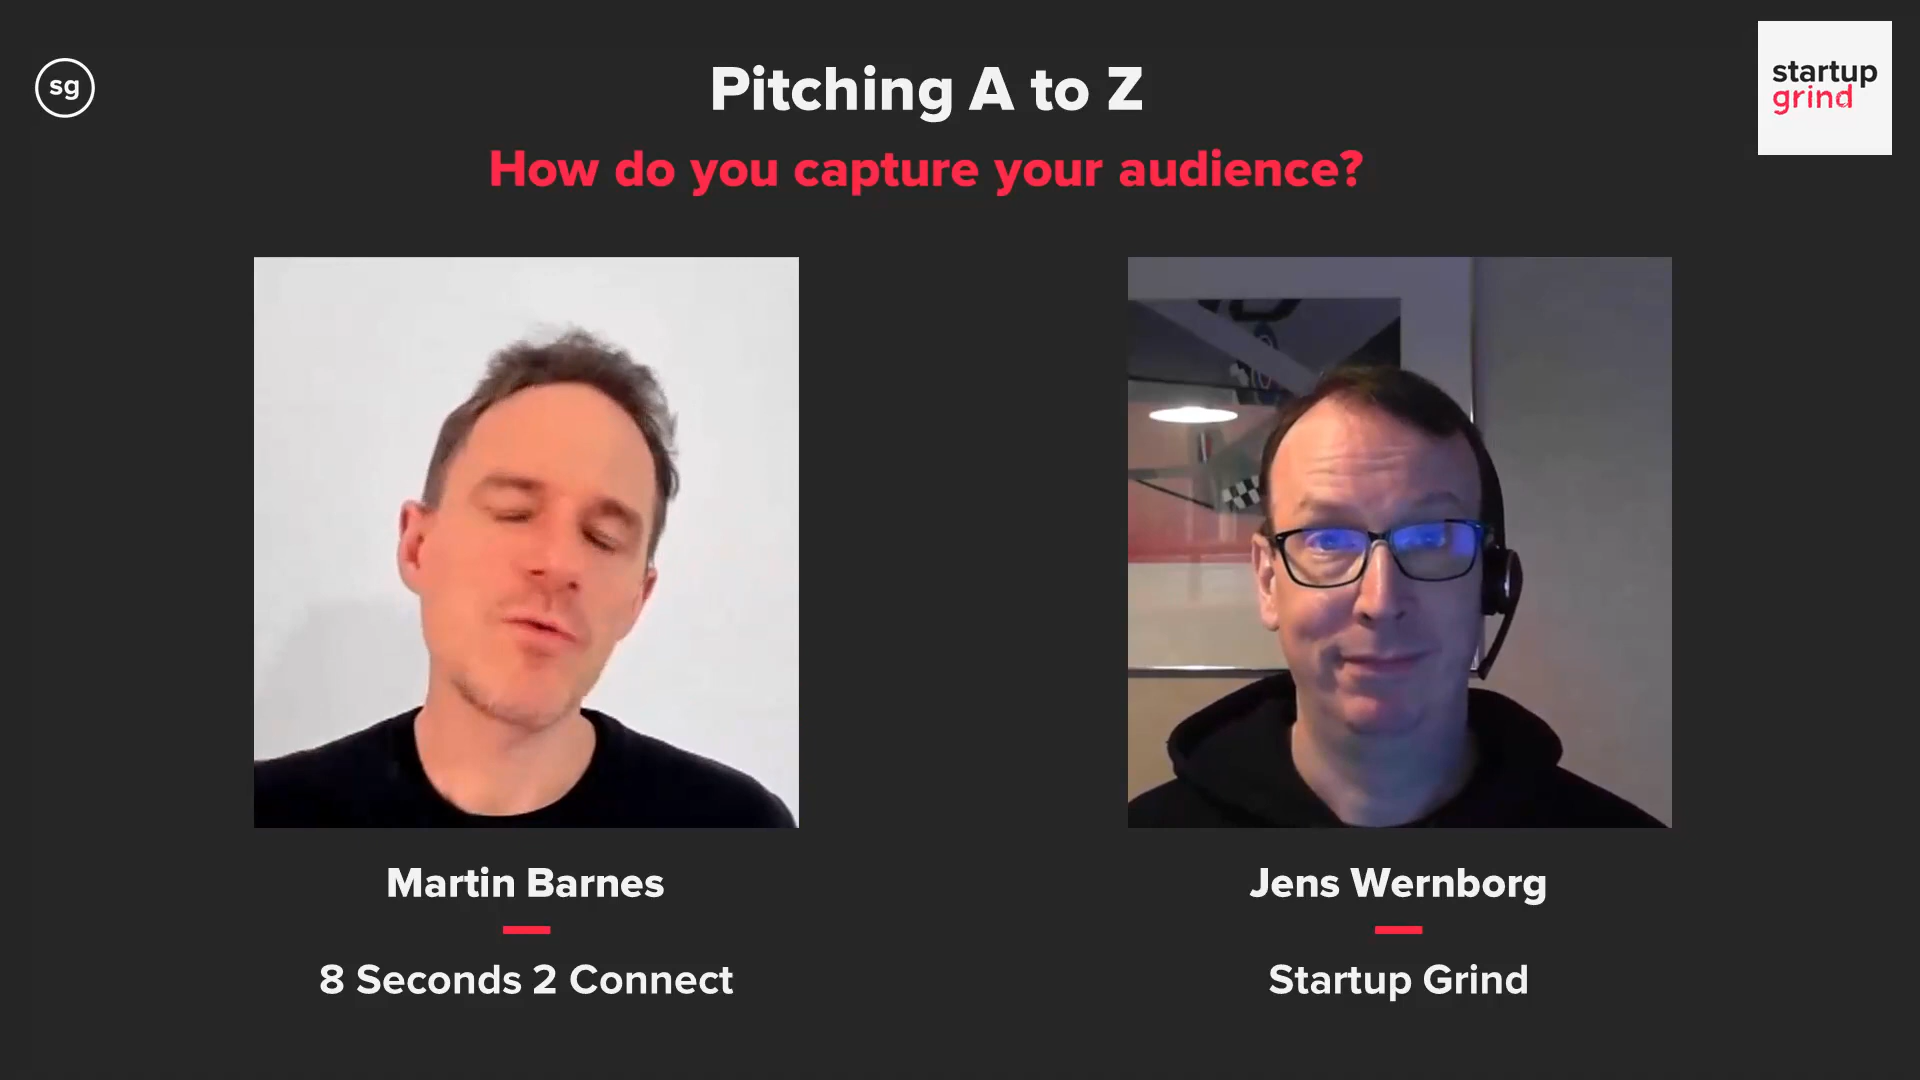 sg
Pitching A to Z
startup
grind
How do you capture your audience?
Martin Barnes
Jens Wernborg
8 Seconds 2 Connect
Startup Grind